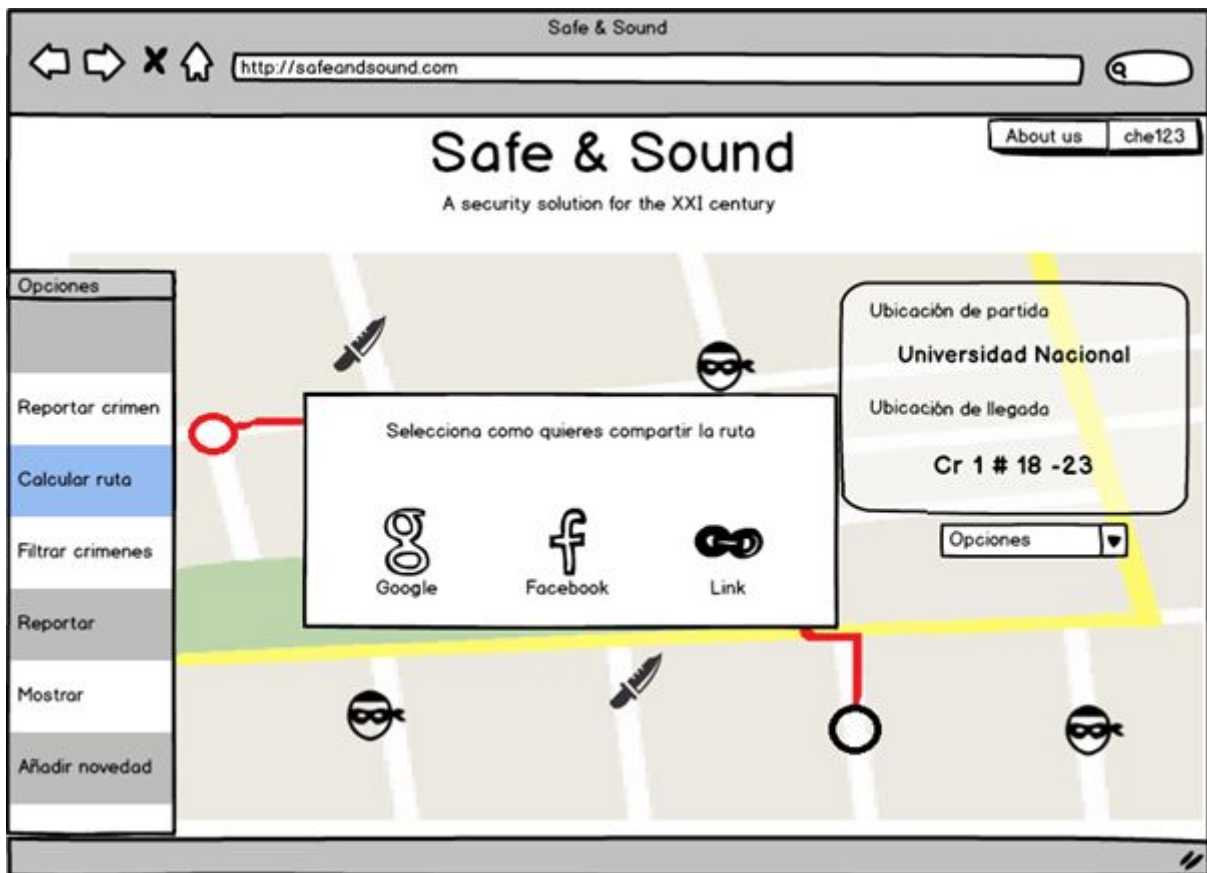 Safe & Sound
http://safeandsound.com
About us
che123
Safe & Sound
A security solution for the XXI century
Opciones
Reportar crimen
Calcular ruta
Filtrar crimenes
Reportar
Mostrar
Añadir novedad
Selecciona como quieres compartir la ruta
Google
Facebook
Link
Ubicación de partida
Universidad Nacional
Ubicación de llegada
Cr 1 # 18 -23
Opciones